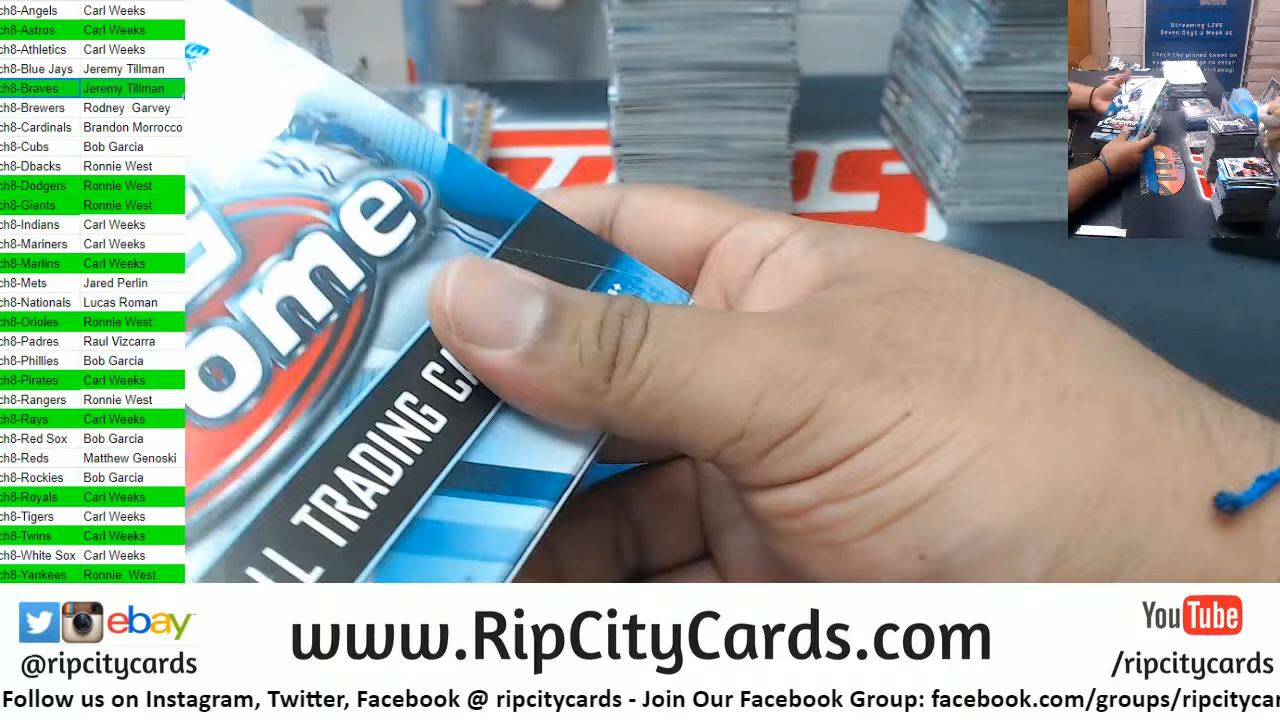 ch8-Angels Carl Weeks
ch8-Astros Carl Weeks
ch8-Athletics Carl Weeks
ch8-Blue Jays Jeremy Tillman
ch8-Braves Jeremy Tillman
ch8-Brewers Rodney Garvey
ch8-Cardinals Brandon Morrocco
ch8-Cubs Bob Garcia
ch8-Dbacks Ronnie West
ch8-Dodgers Ronnie West
ch8-Giants Ronnie West
ch8-Indians Carl Weeks
ch8-Mariners Carl Weeks
ch8-Marlins Carl Weeks
ch8-Mets Jared Perlin
ch8-Nationals Lucas Roman
ch8-Orioles Ronnie West
ch8-Padres Raul Vizcarra
ch8-Phillies Bob Garcia
ch8-Pirates Carl Weeks
ch8-Rangers Ronnie West
ch8-Rays Carl Weeks
ch8-Red Sox Bob Garcia
ch8-Reds Matthew Genoski
ch8-Rockies Bob Garcia
ch8-Royals Carl Weeks
ch8-Tigers Carl Weeks
ch8-Twins Carl Weeks
ch8-White Sox Carl Weeks
ch8-Yankees Ronnie West
ome
LL TRADING CA
Streaming LIVE
Seven Days a Week at
Check the pinned tweet on
to enter
ebay
@ripcitycards
www.RipCityCards.com
YouTube
/ripcitycards
Follow us on Instagram, Twitter, Facebook @ ripcitycards - Join Our Facebook Group: facebook.com/groups/ripcitycar